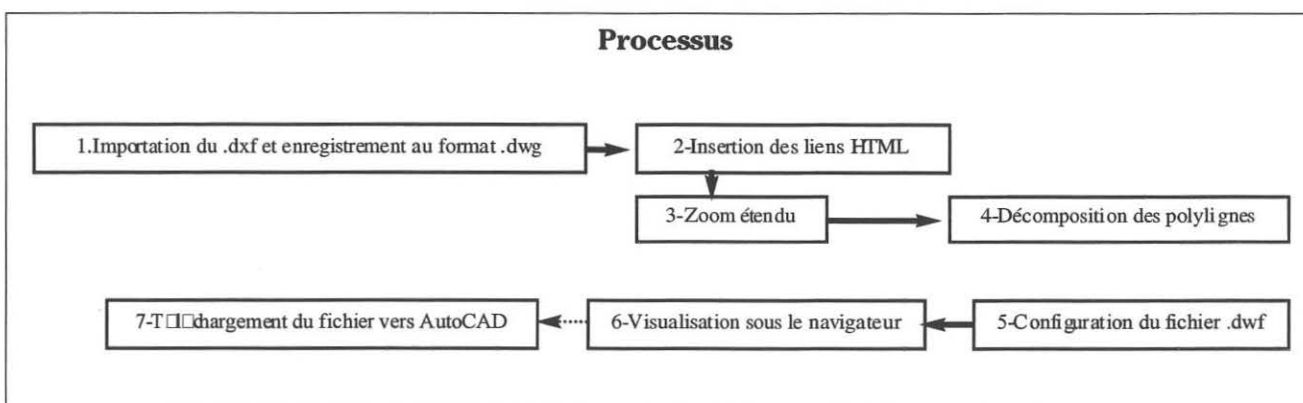 Processus
1.Importation du .dxf et enregistrement au format .dwg
2-Insertion des liens HTML
3-Zoom étendu
4-Décomposition des polylignes
7-T□l□chargement du fichier vers AutoCAD
6-Visualisation sous le navigateur
5-Configuration du fichier .dwf